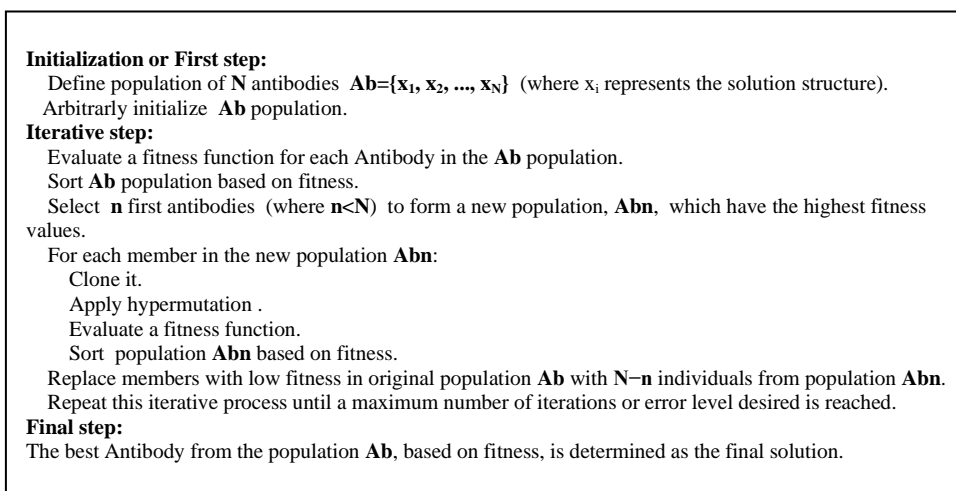 Initialization or First step:
Define population of N antibodies Ab={x1, x2, ..., xN} (where xi represents the solution structure).
Arbitrarly initialize Ab population.
Iterative step:
Evaluate a fitness function for each Antibody in the Ab population.
Sort Ab population based on fitness.
Select n first antibodies (where n<N) to form a new population, Abn, which have the highest fitness
values.
For each member in the new population Abn:
Clone it.
Apply hypermutation .
Evaluate a fitness function.
Sort population Abn based on fitness.
Replace members with low fitness in original population Ab with N−n individuals from population Abn.
Repeat this iterative process until a maximum number of iterations or error level desired is reached.
Final step:
The best Antibody from the population Ab, based on fitness, is determined as the final solution.